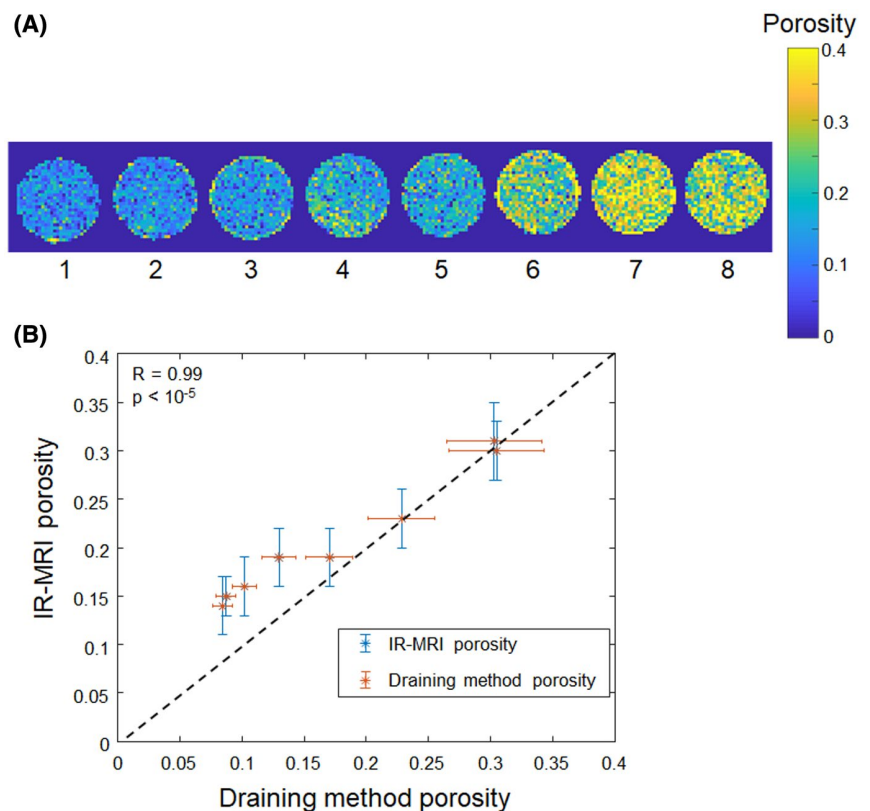 (A)
Porosity
0.4
0.3
0.2
0.1
0
1 2 3 4 5 6 7 8
(B)
R = 0.99
p < 10⁻⁵
0.4
0.35
0.3
0.25
0.2
0.15
0.1
0.05
0
IR-MRI porosity
IR-MRI porosity
Draining method porosity
0 0.05 0.1 0.15 0.2 0.25 0.3 0.35 0.4
Draining method porosity